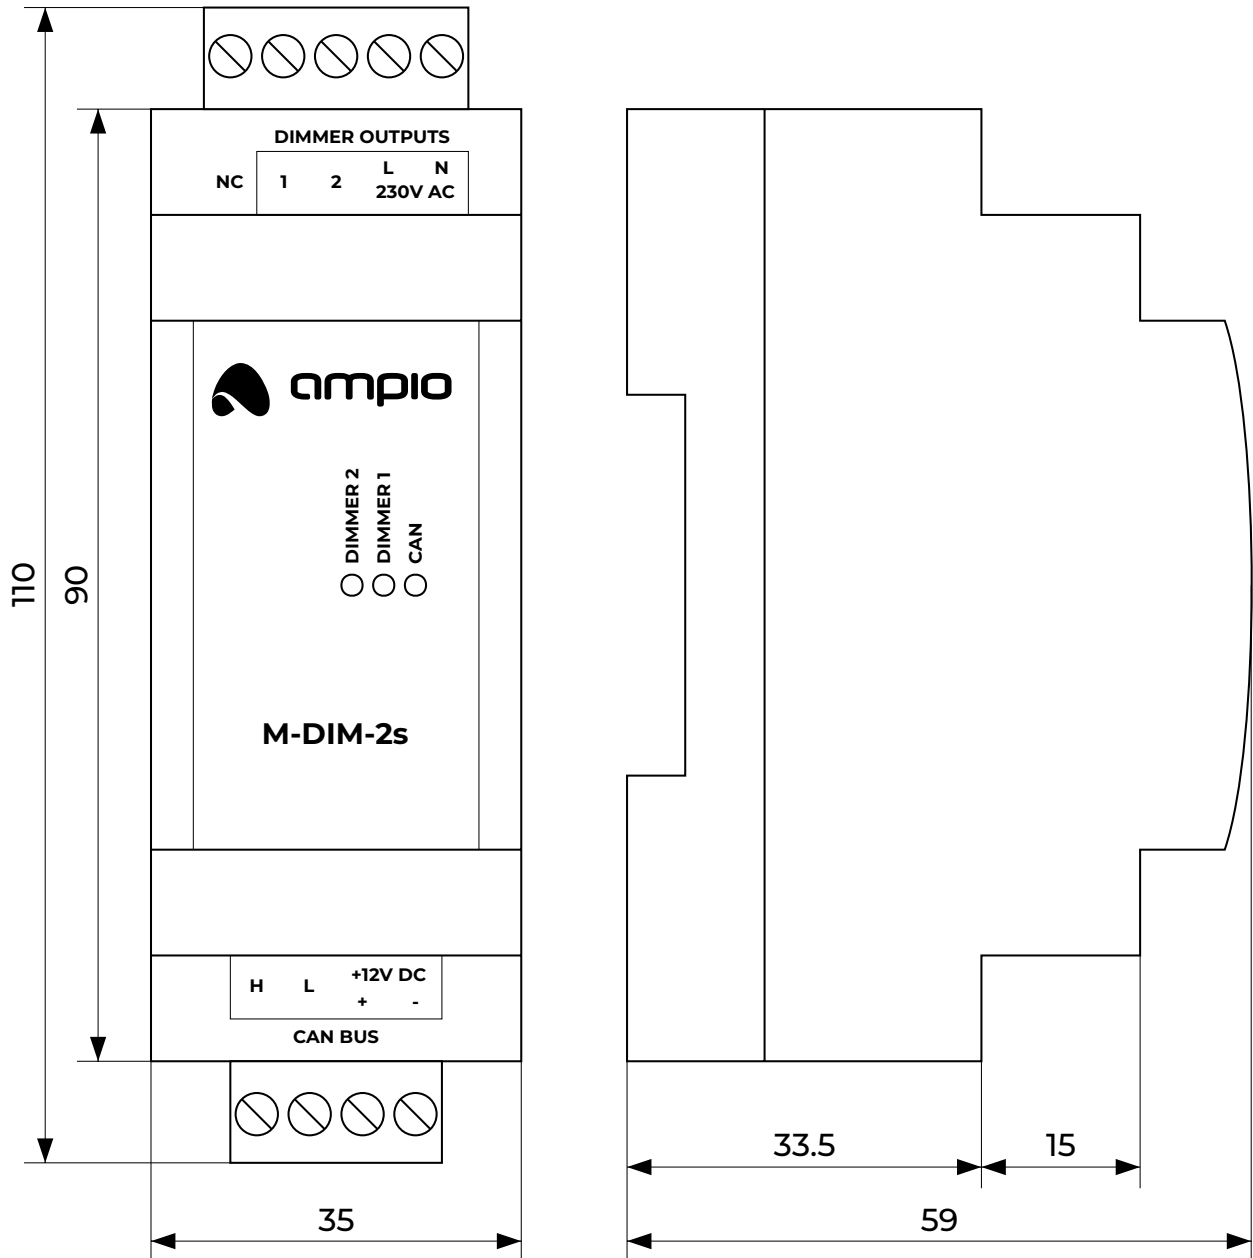 DIMMER OUTPUTS
NC 1 2 L N
230V AC
ampio
DIMMER 2
DIMMER 1
CAN
110
90
M-DIM-2s
H L +12V DC
+ -
CAN BUS
33.5 15
35 59